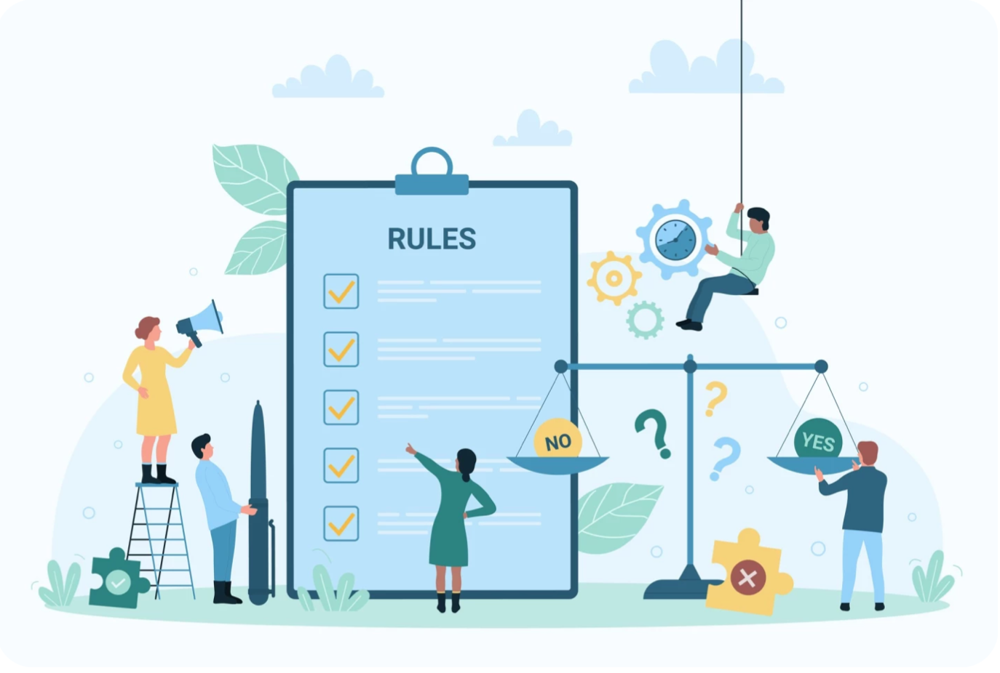 RULES
NO
YES